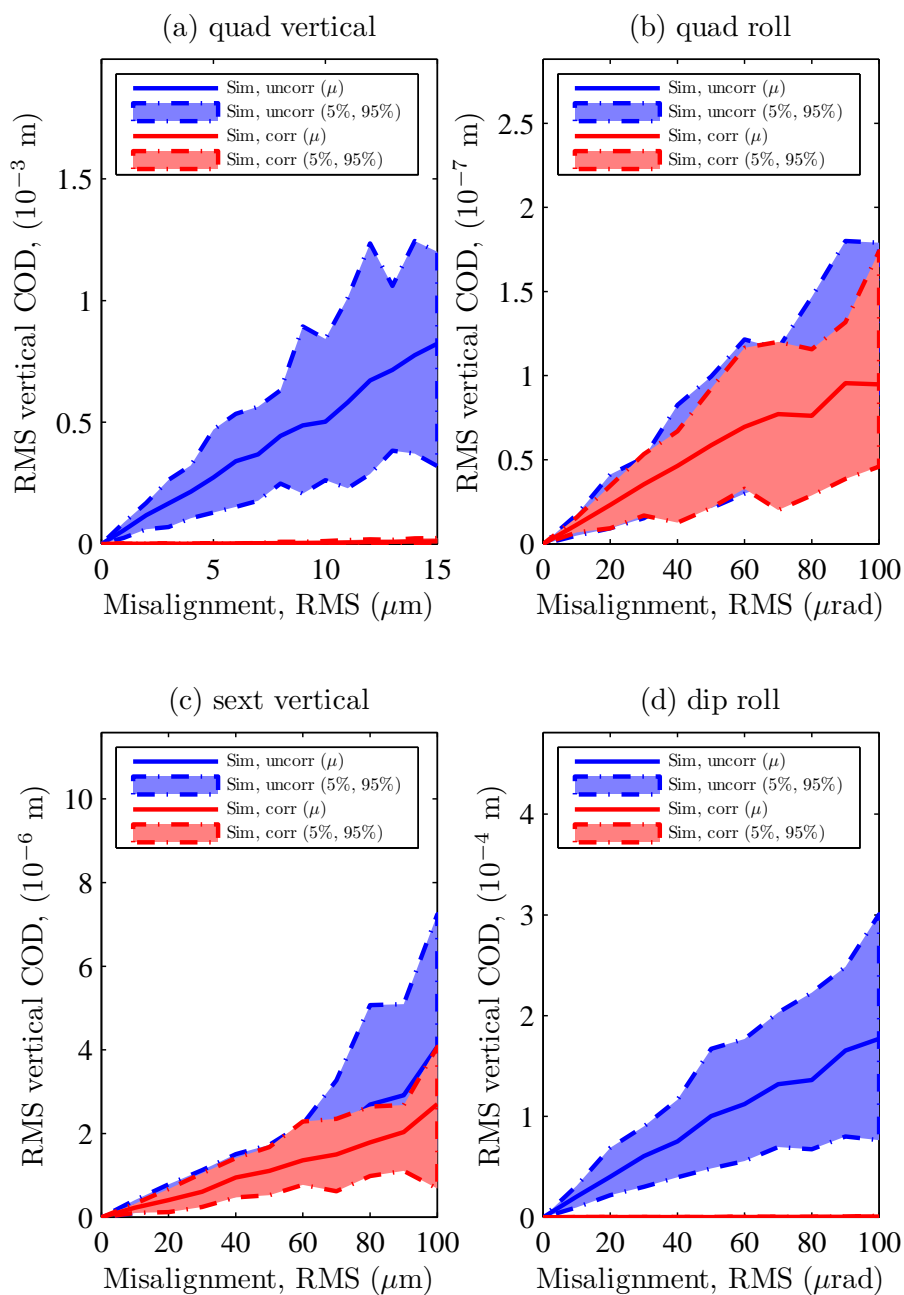 (a) quad vertical
Sim, uncorr (μ)
Sim, uncorr (5%, 95%)
Sim, corr (μ)
Sim, corr (5%, 95%)
RMS vertical COD, (10⁻³ m)
1.5
1
0.5
0
0 5 10 15
Misalignment, RMS (μm)
(b) quad roll
Sim, uncorr (μ)
Sim, uncorr (5%, 95%)
Sim, corr (μ)
Sim, corr (5%, 95%)
RMS vertical COD, (10⁻⁷ m)
2.5
2
1.5
1
0.5
0
0 20 40 60 80 100
Misalignment, RMS (μrad)
(c) sext vertical
Sim, uncorr (μ)
Sim, uncorr (5%, 95%)
Sim, corr (μ)
Sim, corr (5%, 95%)
RMS vertical COD, (10⁻⁶ m)
10
8
6
4
2
0
0 20 40 60 80 100
Misalignment, RMS (μm)
(d) dip roll
Sim, uncorr (μ)
Sim, uncorr (5%, 95%)
Sim, corr (μ)
Sim, corr (5%, 95%)
RMS vertical COD, (10⁻⁴ m)
4
3
2
1
0
0 20 40 60 80 100
Misalignment, RMS (μrad)